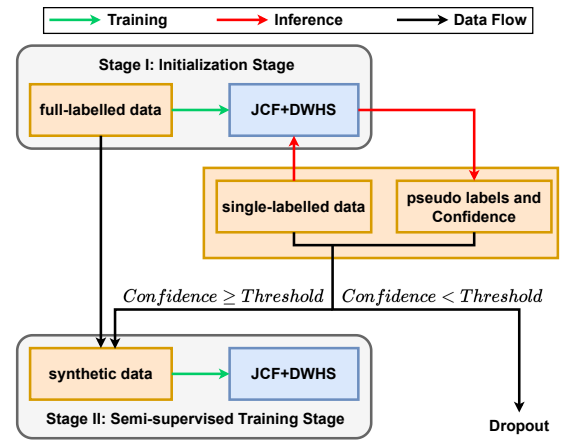 Training Inference Data Flow
Stage I: Initialization Stage
full-labelled data
JCF+DWHS
single-labelled data
pseudo labels and
Confidence
Confidence ≥ Threshold
Confidence < Threshold
synthetic data
JCF+DWHS
Stage II: Semi-supervised Training Stage
Dropout